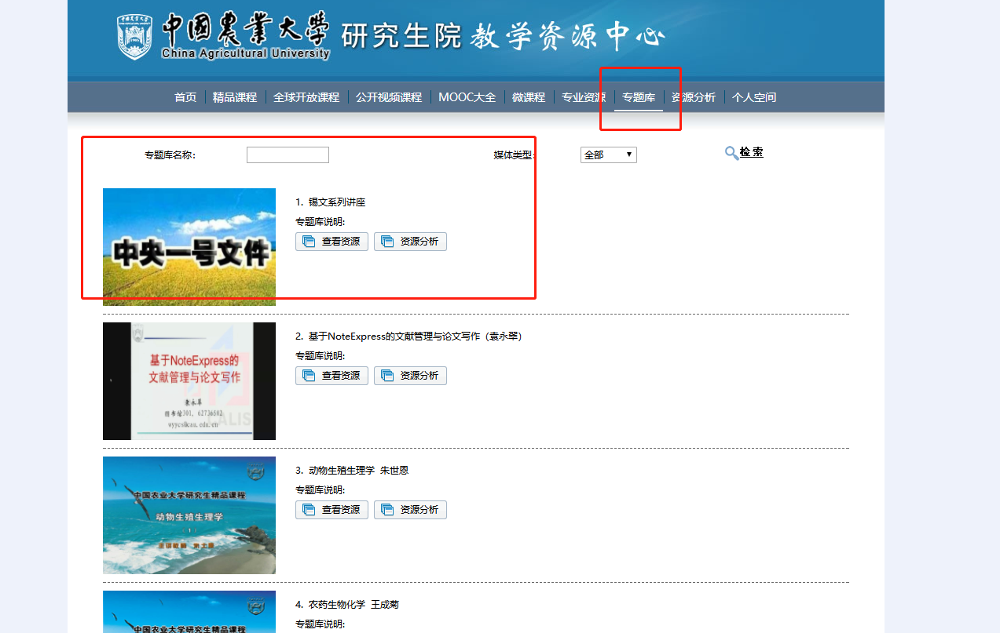 中國農業大學 研究生院 教学资源中心
China Agricultural University
首页 精品课程 全球开放课程 公开视频课程 MOOC大全 微课程 专业资源 专题库 资源分析 个人空间
专题库名称: 媒体类型: 全部 检索
中央一号文件
1. 锡文系列讲座
专题库说明:
查看资源 资源分析
基于NoteExpress的
文献管理与论文写作
袁永翠
图书馆301, 62736502
CALIS
2. 基于NoteExpress的文献管理与论文写作（袁永翠）
专题库说明:
查看资源 资源分析
中国农业大学研究生精品课程
动物生殖生理学
(1)
3. 动物生殖生理学 朱世恩
专题库说明:
查看资源 资源分析
中国农业大学研究生精品课程
4. 农药生物化学 王成菊
专题库说明: